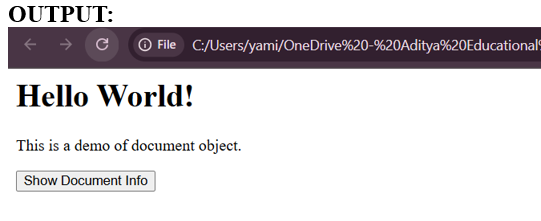 OUTPUT:
File C:/Users/yami/OneDrive%20-%20Aditya%20Educational%
Hello World!
This is a demo of document object.
Show Document Info